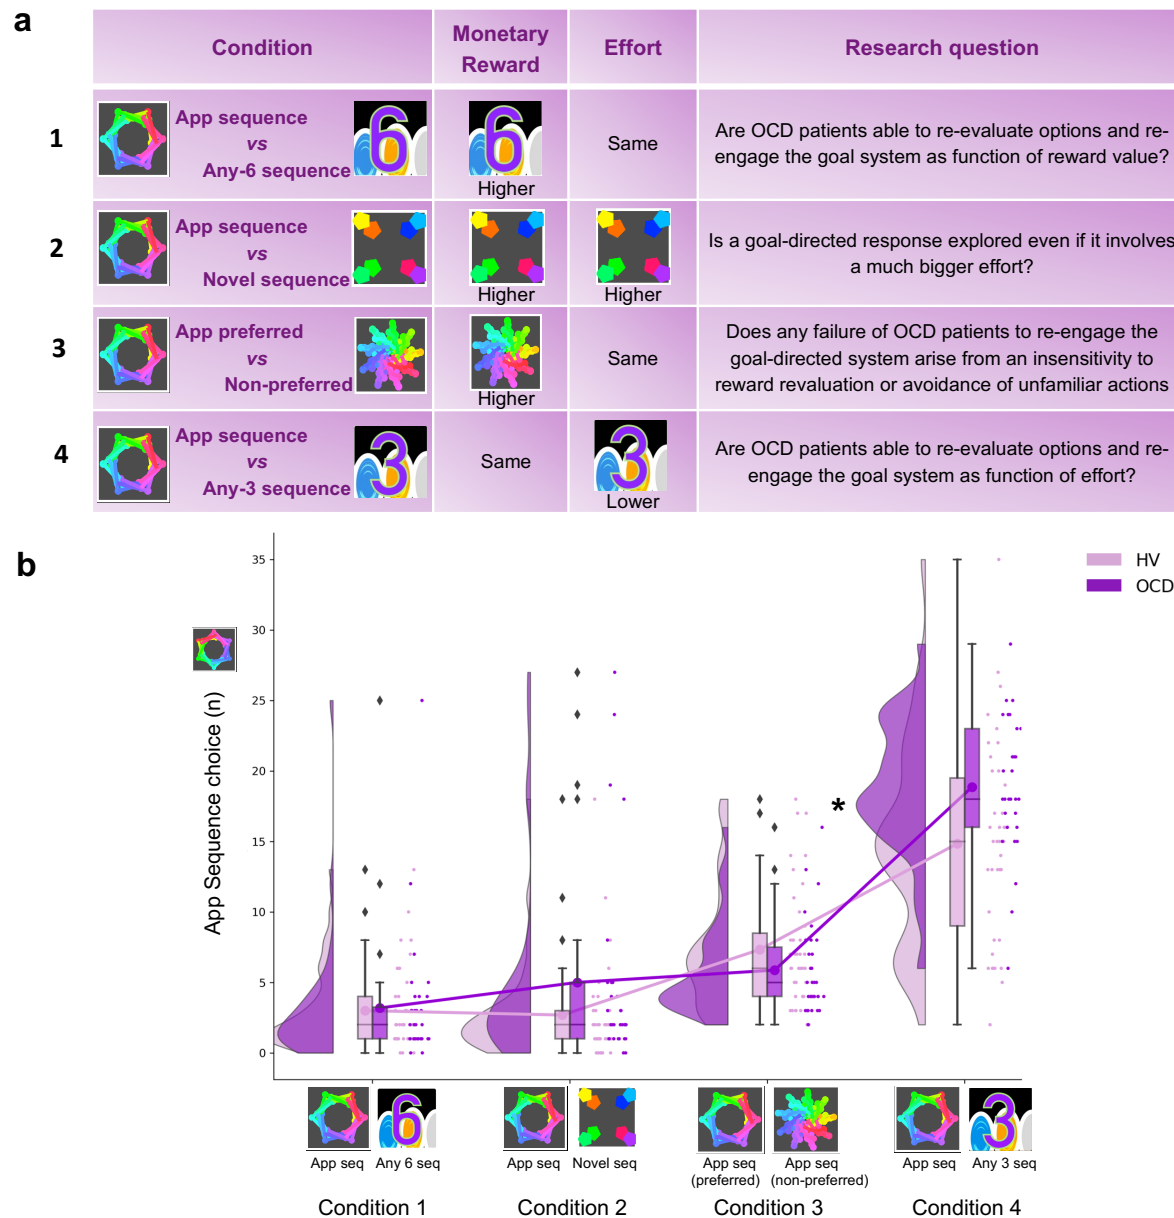 a
Condition
Monetary
Reward
Effort
Research question
1
App sequence
vs
Any-6 sequence
6
6
Higher
Same
Are OCD patients able to re-evaluate options and re-
engage the goal system as function of reward value?
2
App sequence
vs
Novel sequence
Higher
Higher
Is a goal-directed response explored even if it involves
a much bigger effort?
3
App preferred
vs
Non-preferred
Higher
Same
Does any failure of OCD patients to re-engage the
goal-directed system arise from an insensitivity to
reward revaluation or avoidance of unfamiliar actions
4
App sequence
vs
Any-3 sequence
3
Same
3
Lower
Are OCD patients able to re-evaluate options and re-
engage the goal system as function of effort?
b
HV
OCD
App Sequence choice (n)
35
30
25
20
15
10
5
0
*
6
3
App seq
Any 6 seq
App seq
Novel seq
App seq
(preferred)
App seq
(non-preferred)
App seq
Any 3 seq
Condition 1
Condition 2
Condition 3
Condition 4